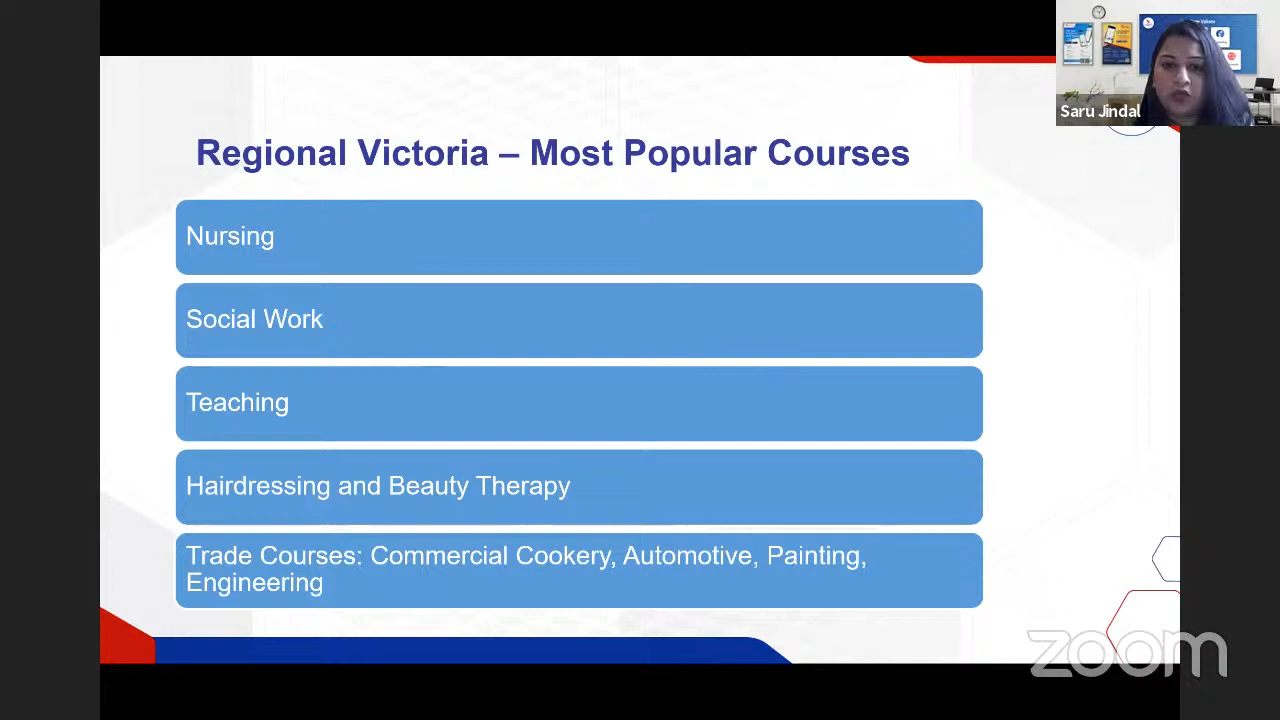 Saru Jindal
Regional Victoria – Most Popular Courses
Nursing
Social Work
Teaching
Hairdressing and Beauty Therapy
Trade Courses: Commercial Cookery, Automotive, Painting,
Engineering
zoom